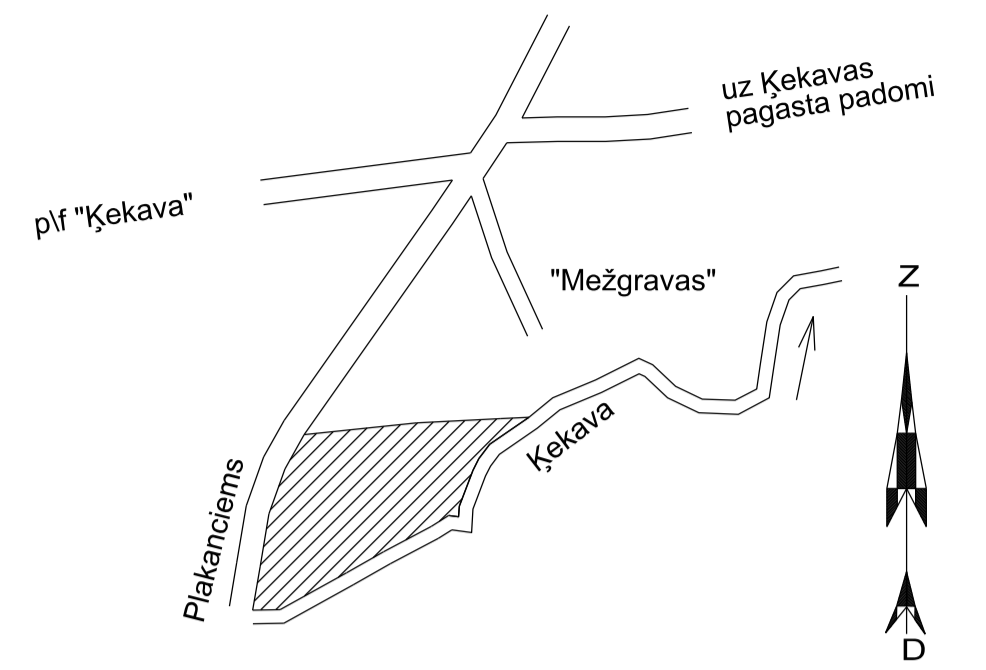 uz Ķekavas
pagasta padomi
p\f "Ķekava"
"Mežgravas"
Z
Ķekava
Plakanciems
D